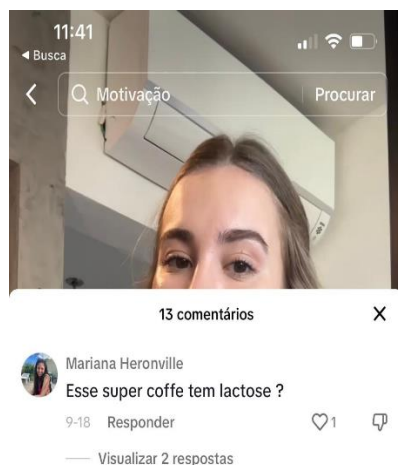 11:41
Busca
Motivação Procurar
13 comentários
Mariana Heronville
Esse super coffe tem lactose ?
9-18 Responder 1
Visualizar 2 respostas